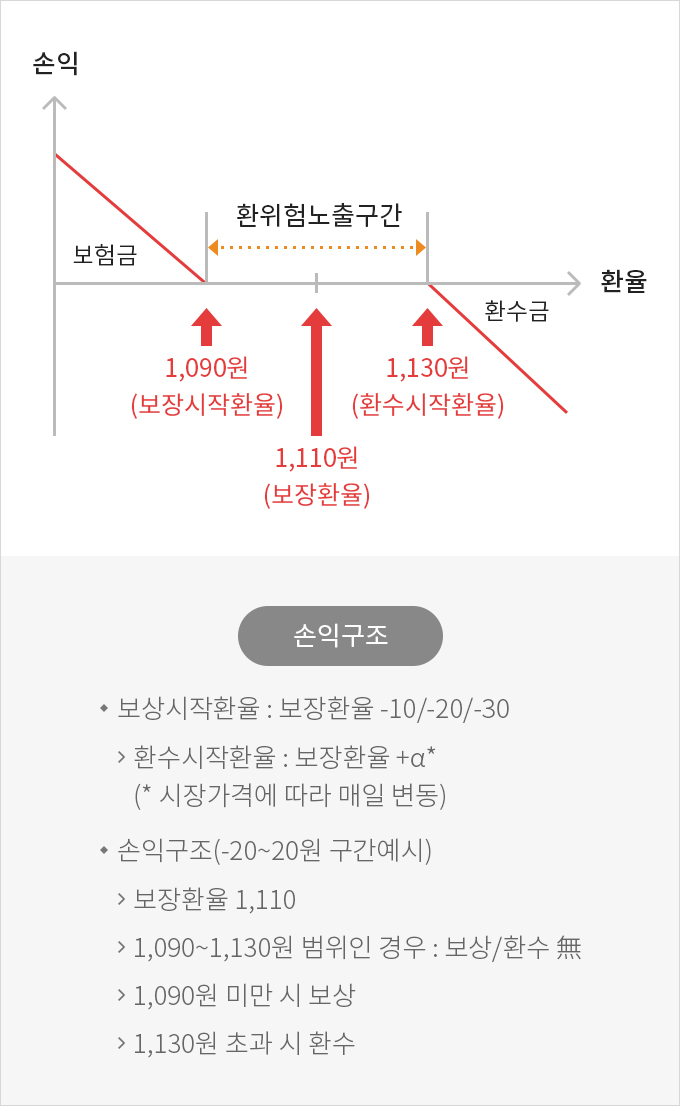 손익
환위험노출구간
보험금
환율
환수금
1,090원
(보장시작환율)
1,130원
(환수시작환율)
1,110원
(보장환율)
손익구조
보상시작환율 : 보장환율 -10/-20/-30
환수시작환율 : 보장환율 +α*
(* 시장가격에 따라 매일 변동)
손익구조(-20~20원 구간예시)
보장환율 1,110
1,090~1,130원 범위인 경우 : 보상/환수 無
1,090원 미만 시 보상
1,130원 초과 시 환수